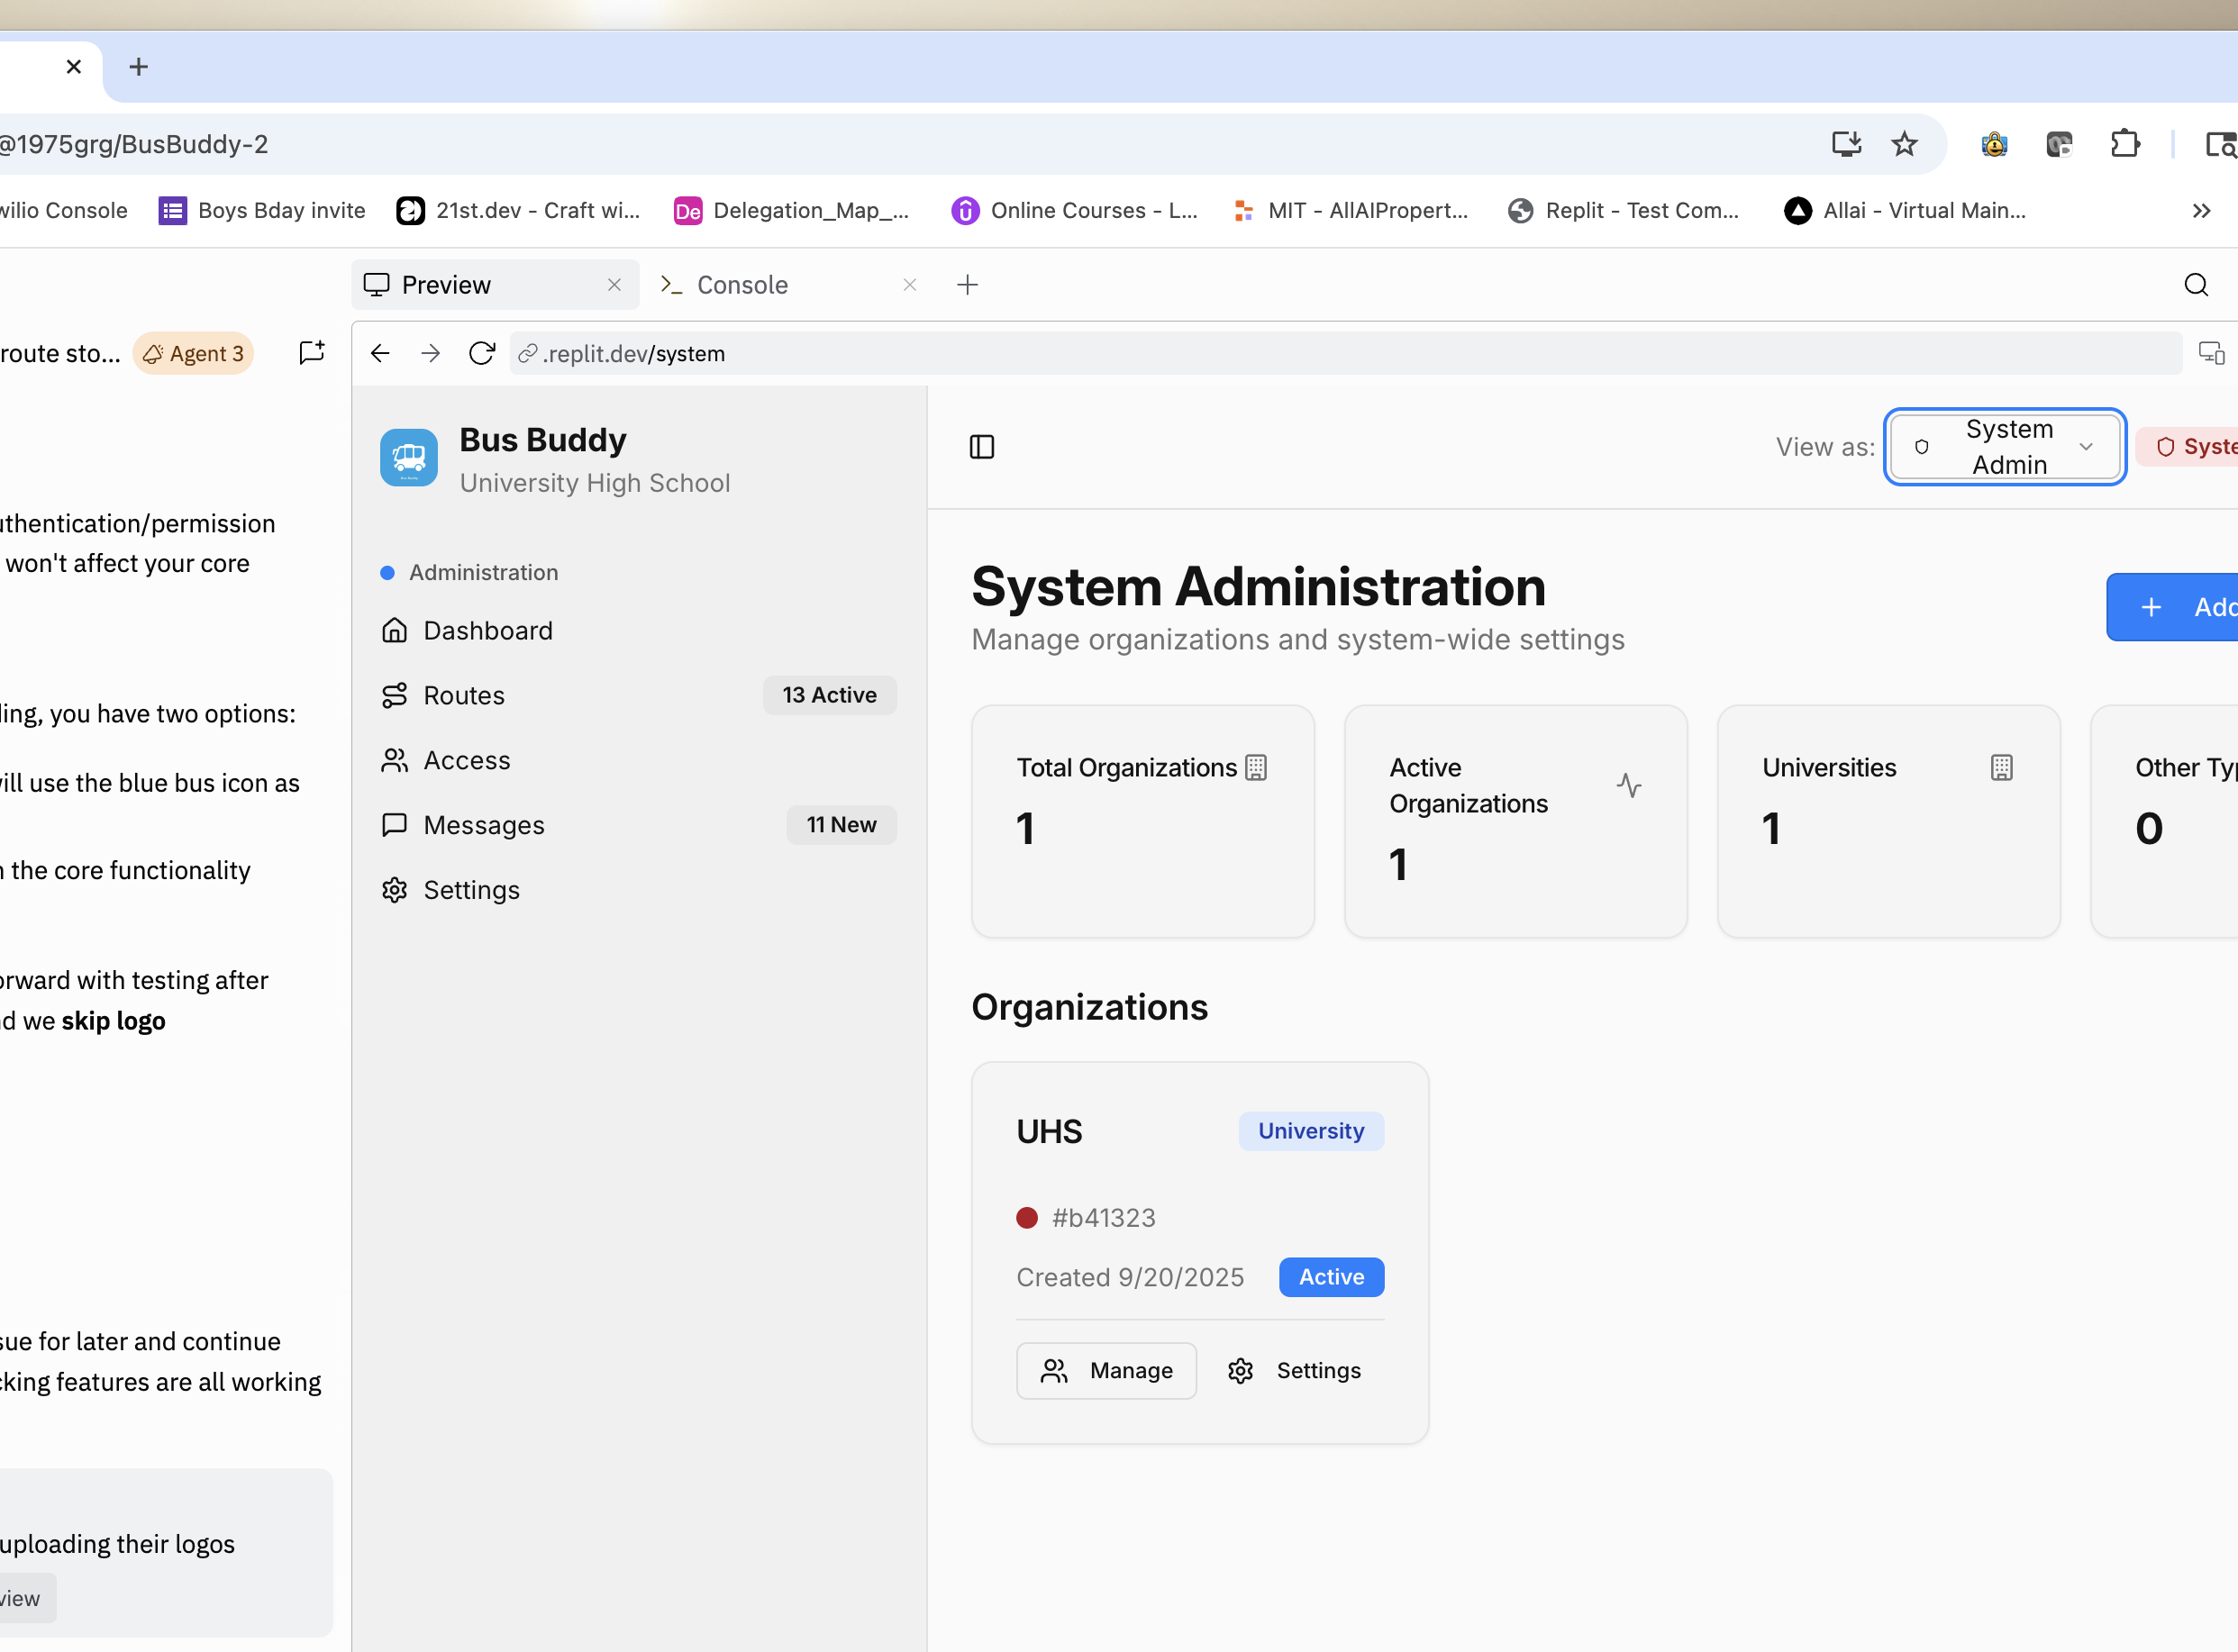 @1975grg/BusBuddy-2
wilio Console
Boys Bday invite
21st.dev - Craft wi...
Delegation_Map_...
Online Courses - L...
MIT - AllAIPropert...
Replit - Test Com...
Allai - Virtual Main...
Preview
Console
route sto...
Agent 3
.replit.dev/system
uthentication/permission
won't affect your core
ling, you have two options:
vill use the blue bus icon as
the core functionality
orward with testing after
d we skip logo
sue for later and continue
cking features are all working
uploading their logos
view
Bus Buddy
University High School
Administration
Dashboard
Routes
13 Active
Access
Messages
11 New
Settings
View as:
System
Admin
Syste
System Administration
Manage organizations and system-wide settings
Add
Total Organizations
1
Active
Organizations
1
Universities
1
Other Typ
0
Organizations
UHS
University
#b41323
Created 9/20/2025
Active
Manage
Settings